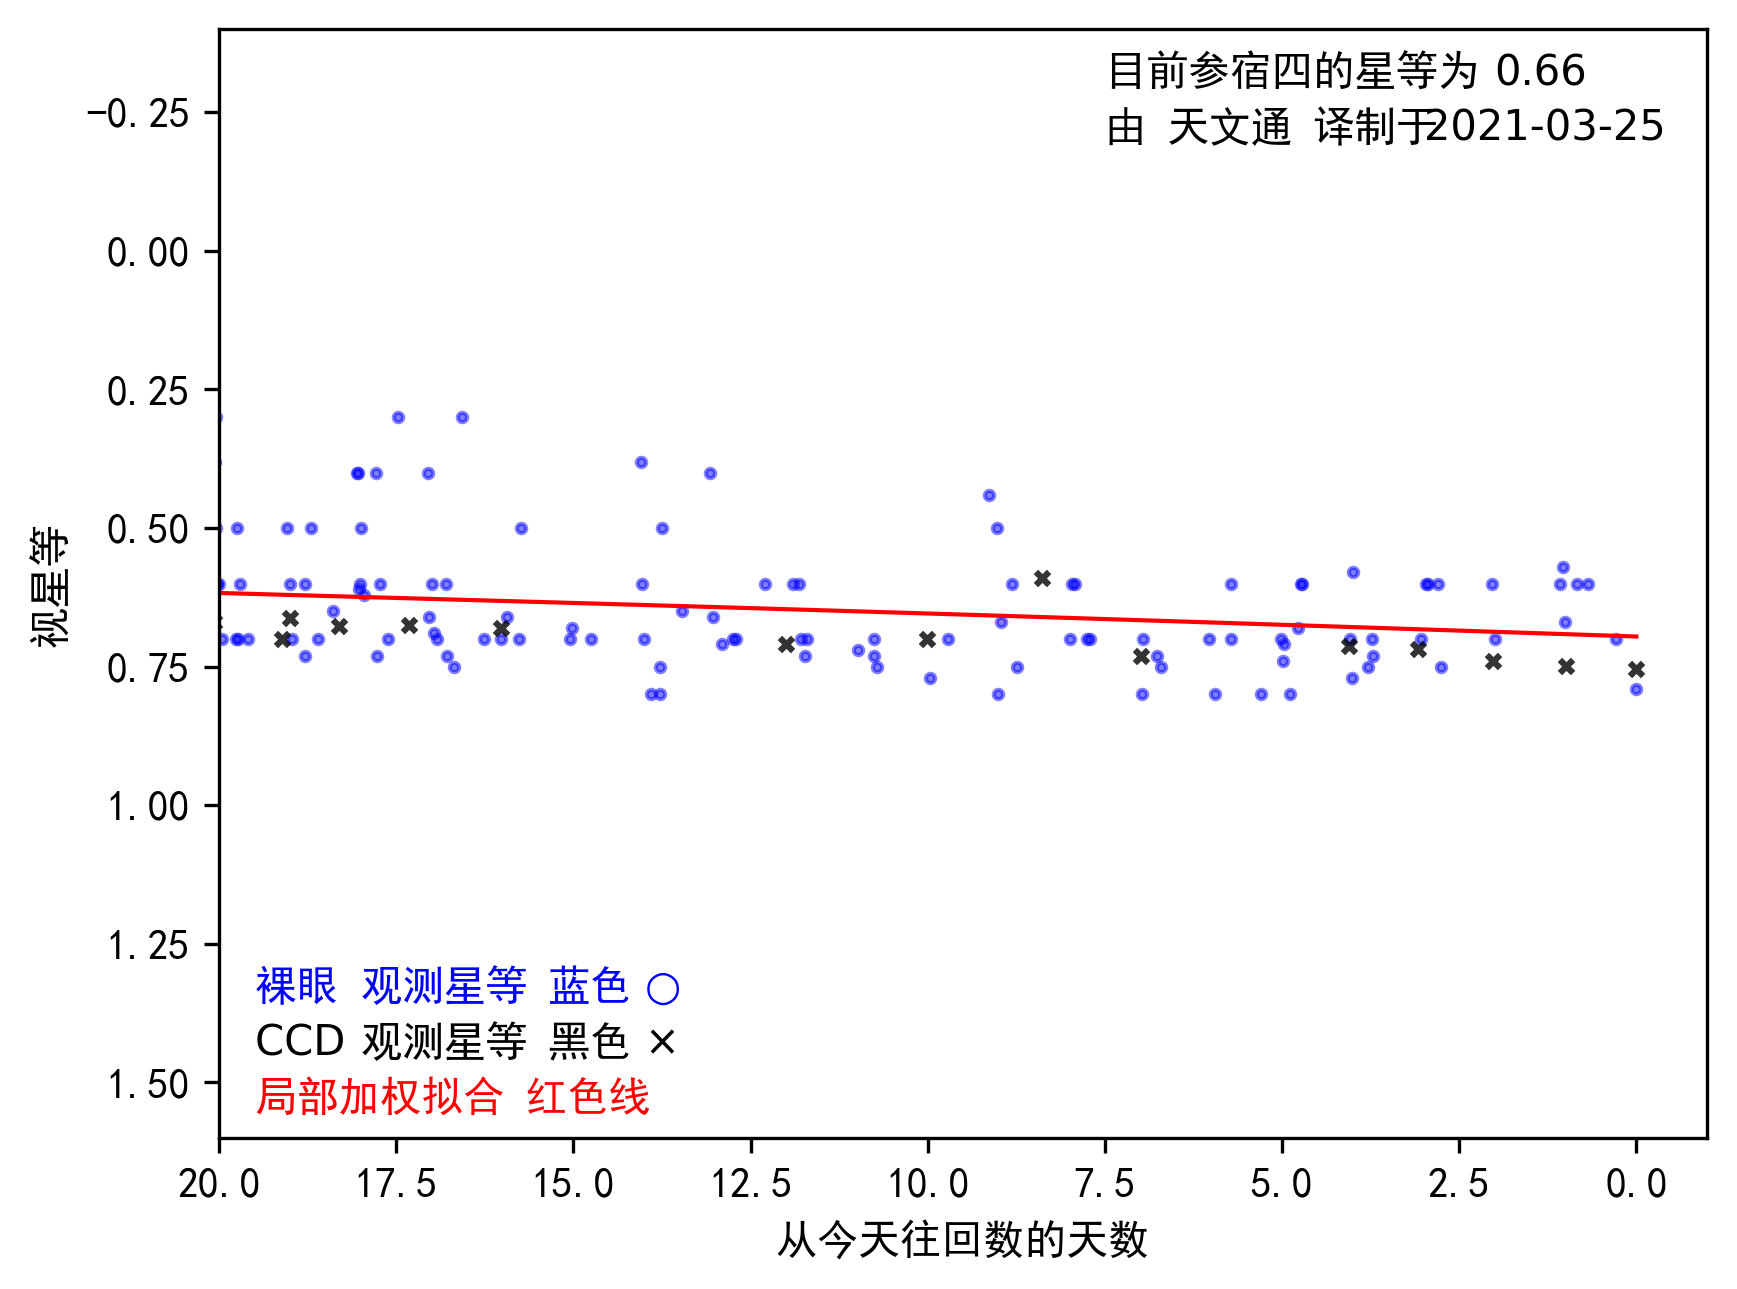 目前参宿四的星等为 0.66
由 天文通 译制于2021-03-25
−0.25
0.00
0.25
0.50
0.75
1.00
1.25
1.50
视星等
裸眼 观测星等 蓝色 ○
CCD 观测星等 黑色 ×
局部加权拟合 红色线
20.0 17.5 15.0 12.5 10.0 7.5 5.0 2.5 0.0
从今天往回数的天数